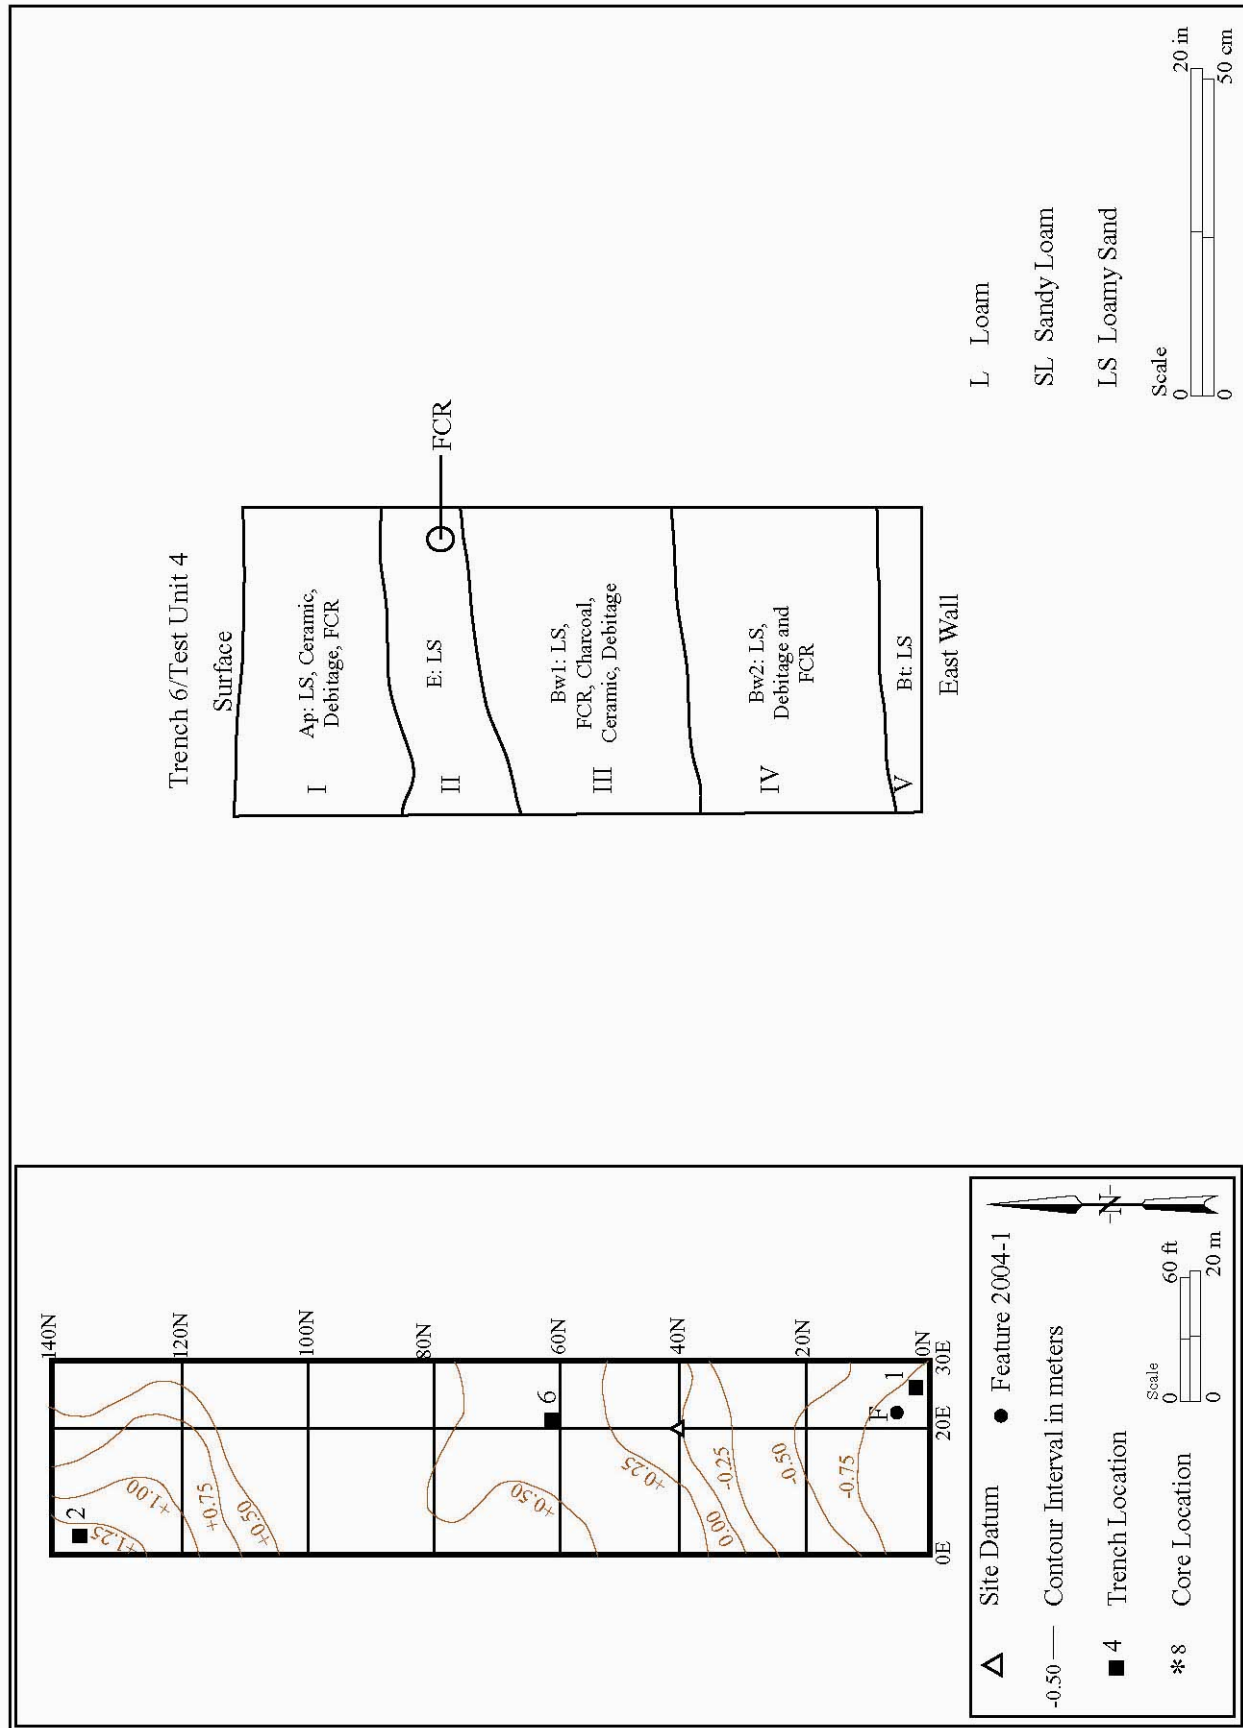 140N
120N
100N
80N
60N
40N
20N
0N
0E
20E
30E
2
6
1
F
+1.25
+1.00
+0.75
+0.50
+0.50
+0.25
0.00
-0.25
-0.50
-0.75
Site Datum
Feature 2004-1
-0.50
Contour Interval in meters
4
Trench Location
*8
Core Location
-N-
Scale
0
60 ft
0
20 m
Trench 6/Test Unit 4
Surface
I
Ap: LS, Ceramic,
Debitage, FCR
II
E: LS
FCR
III
Bw1: LS,
FCR, Charcoal,
Ceramic, Debitage
IV
Bw2: LS,
Debitage and
FCR
V
Bt: LS
East Wall
L Loam
SL Sandy Loam
LS Loamy Sand
Scale
0
20 in
0
50 cm